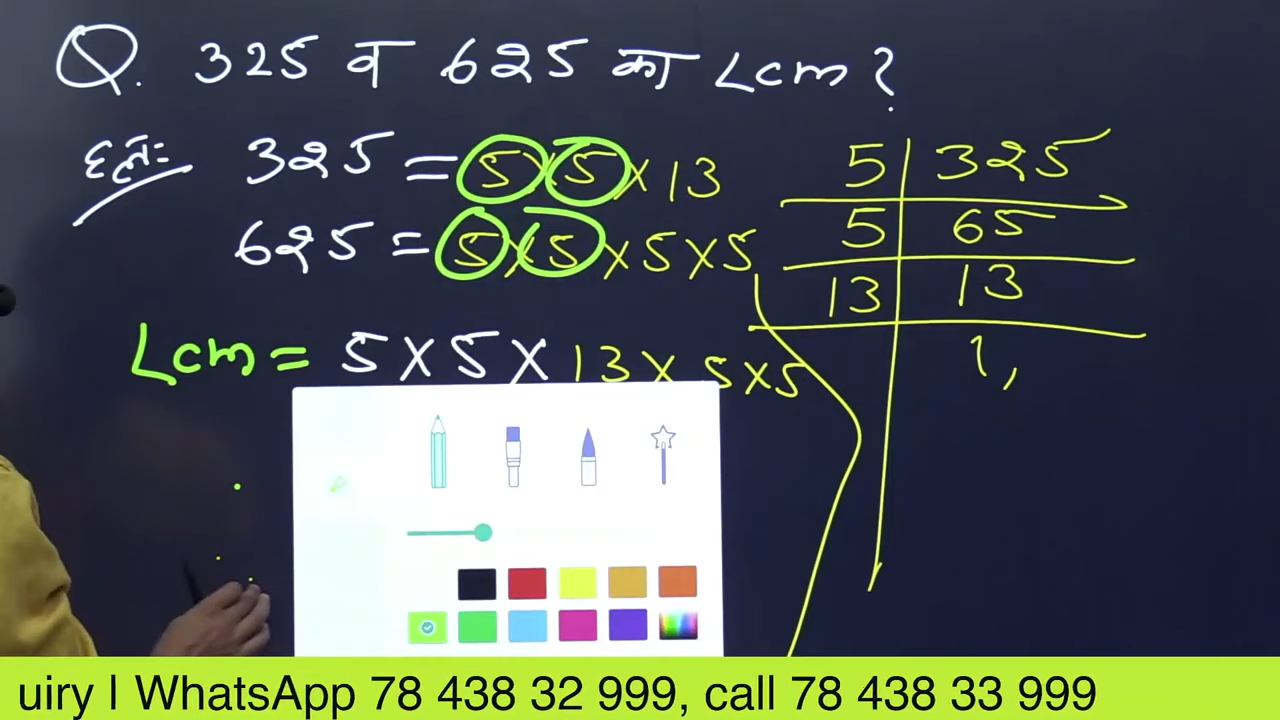 Q. 325 व 625 का Lcm ?
हल:
325 = 5 × 5 × 13
625 = 5 × 5 × 5 × 5
Lcm = 5 × 5 × 13 × 5 × 5
5 | 325
5 | 65
13 | 13
1,
uiry I WhatsApp 78 438 32 999, call 78 438 33 999